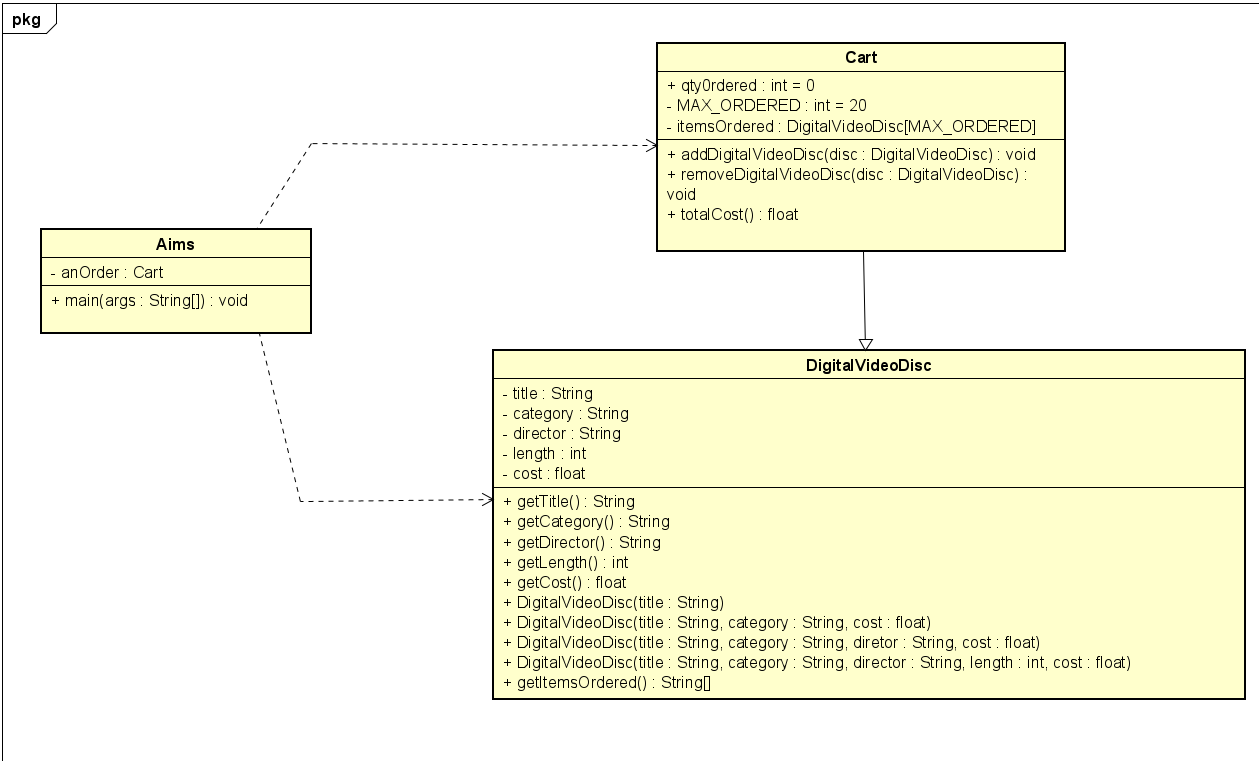 pkg
Cart
+ qty0rdered : int = 0
- MAX_ORDERED : int = 20
- itemsOrdered : DigitalVideoDisc[MAX_ORDERED]
+ addDigitalVideoDisc(disc : DigitalVideoDisc) : void
+ removeDigitalVideoDisc(disc : DigitalVideoDisc) :
void
+ totalCost() : float
Aims
- anOrder : Cart
+ main(args : String[]) : void
DigitalVideoDisc
- title : String
- category : String
- director : String
- length : int
- cost : float
+ getTitle() : String
+ getCategory() : String
+ getDirector() : String
+ getLength() : int
+ getCost() : float
+ DigitalVideoDisc(title : String)
+ DigitalVideoDisc(title : String, category : String, cost : float)
+ DigitalVideoDisc(title : String, category : String, diretor : String, cost : float)
+ DigitalVideoDisc(title : String, category : String, director : String, length : int, cost : float)
+ getItemsOrdered() : String[]